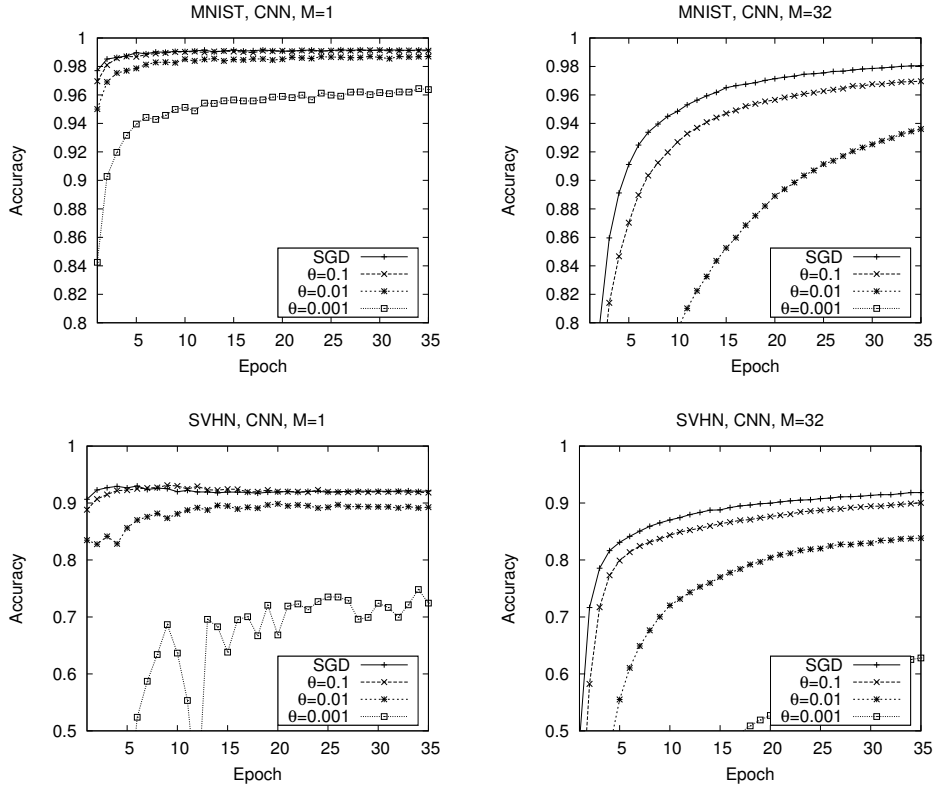 MNIST, CNN, M=1
1
0.98
0.96
0.94
0.92
0.9
0.88
0.86
0.84
0.82
0.8
Accuracy
SGD
θ=0.1
θ=0.01
θ=0.001
5 10 15 20 25 30 35
Epoch
MNIST, CNN, M=32
1
0.98
0.96
0.94
0.92
0.9
0.88
0.86
0.84
0.82
0.8
Accuracy
SGD
θ=0.1
θ=0.01
θ=0.001
5 10 15 20 25 30 35
Epoch
SVHN, CNN, M=1
1
0.9
0.8
0.7
0.6
0.5
Accuracy
SGD
θ=0.1
θ=0.01
θ=0.001
5 10 15 20 25 30 35
Epoch
SVHN, CNN, M=32
1
0.9
0.8
0.7
0.6
0.5
Accuracy
SGD
θ=0.1
θ=0.01
θ=0.001
5 10 15 20 25 30 35
Epoch